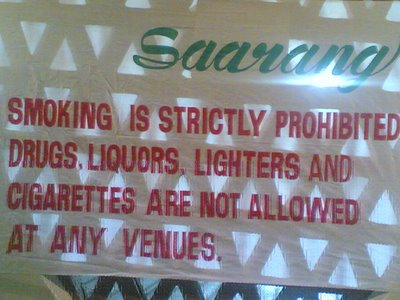 Saarang
SMOKING IS STRICTLY PROHIBITED
DRUGS, LIQUORS, LIGHTERS AND
CIGARETTES ARE NOT ALLOWED
AT ANY VENUES.